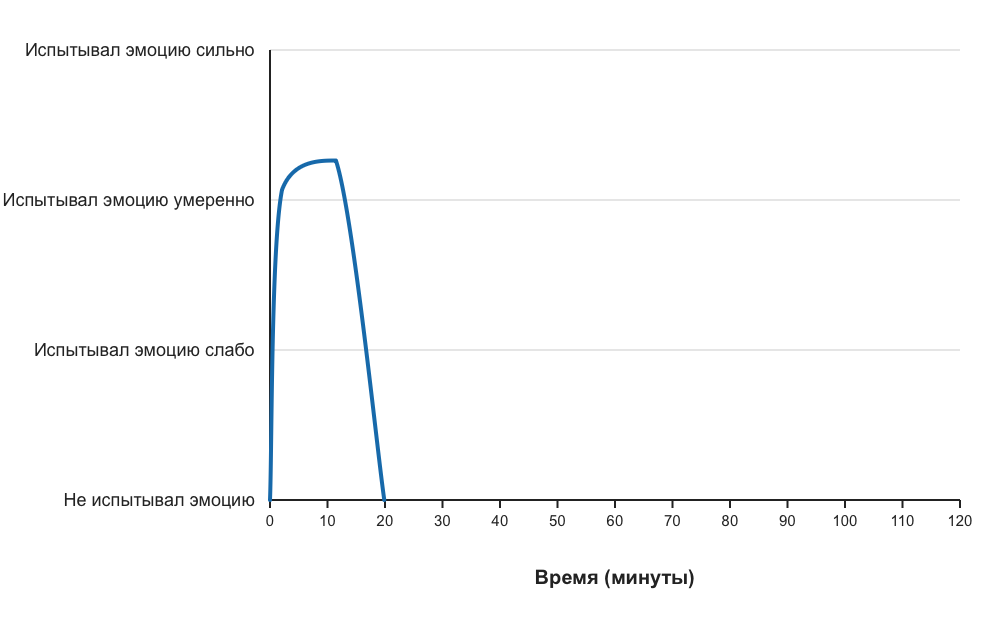 Испытывал эмоцию сильно
Испытывал эмоцию умеренно
Испытывал эмоцию слабо
Не испытывал эмоцию
0 10 20 30 40 50 60 70 80 90 100 110 120
Время (минуты)